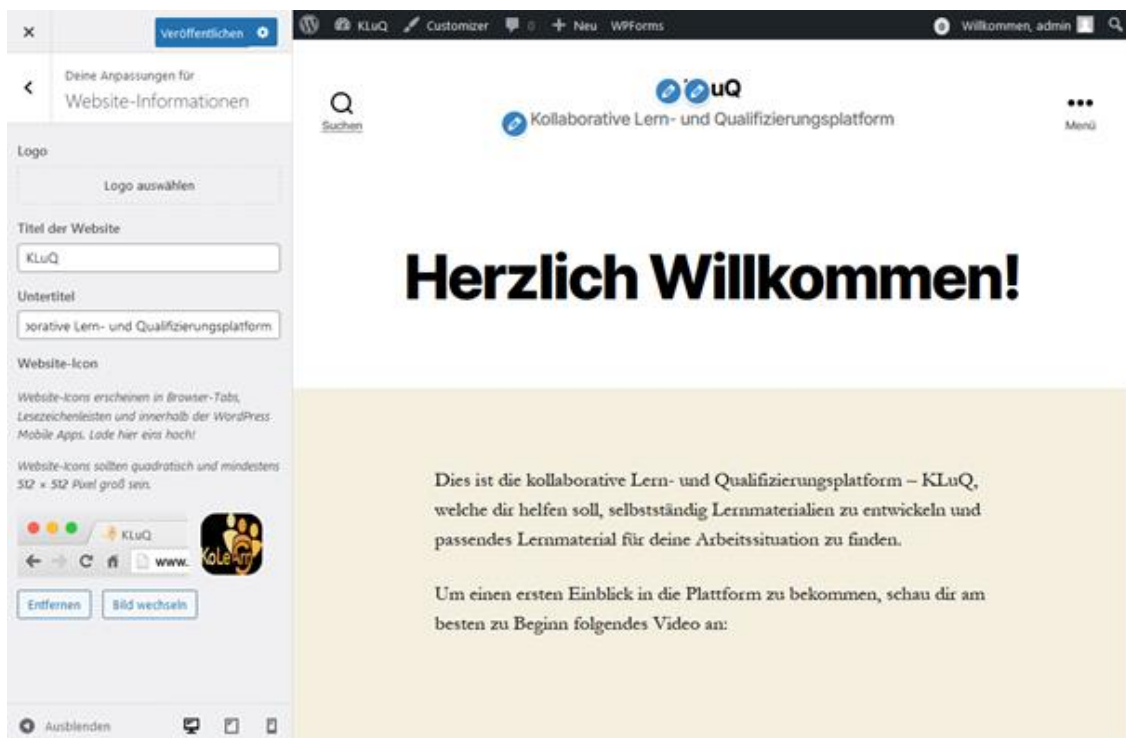 Veröffentlichen
KLuQ Customizer 0 + Neu WPForms
Willkommen, admin
Deine Anpassungen für
Website-Informationen
Logo
Logo auswählen
Titel der Website
KLuQ
Untertitel
orative Lern- und Qualifizierungsplattform
Website-Icon
Website-Icons erscheinen in Browser-Tabs,
Lesezeichenleisten und innerhalb der WordPress
Mobile Apps. Lade hier eins hoch!
Website-Icons sollten quadratisch und mindestens
512 × 512 Pixel groß sein.
KLuQ
www.
KoLeArn
Entfernen
Bild wechseln
Ausblenden
Suchen
uQ
Kollaborative Lern- und Qualifizierungsplatform
Menü
Herzlich Willkommen!
Dies ist die kollaborative Lern- und Qualifizierungsplatform – KLuQ,
welche dir helfen soll, selbstständig Lernmaterialien zu entwickeln und
passendes Lernmaterial für deine Arbeitssituation zu finden.
Um einen ersten Einblick in die Plattform zu bekommen, schau dir am
besten zu Beginn folgendes Video an: